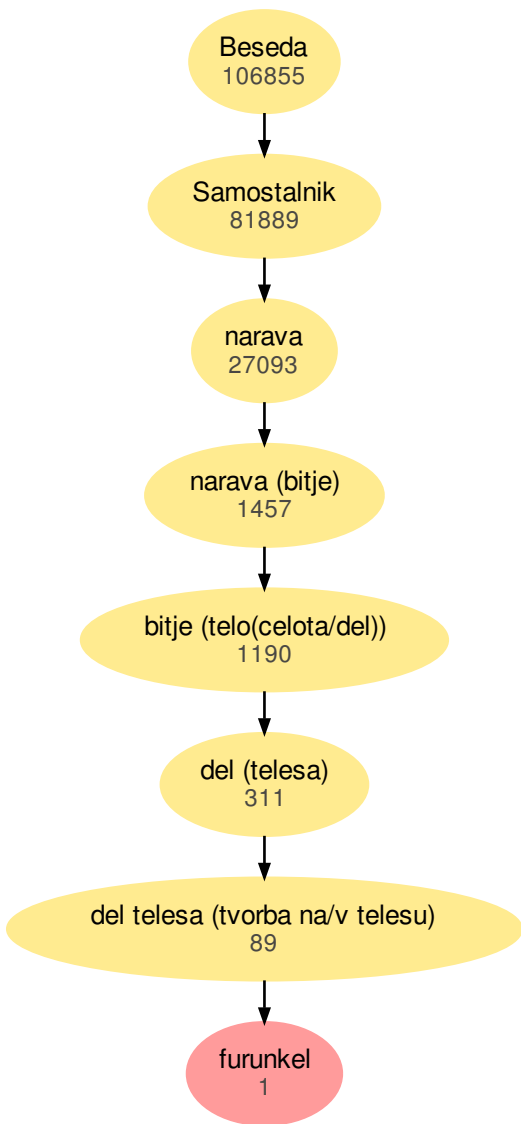 Beseda
106855
Samostalnik
81889
narava
27093
narava (bitje)
1457
bitje (telo(celota/del))
1190
del (telesa)
311
del telesa (tvorba na/v telesu)
89
furunkel
1